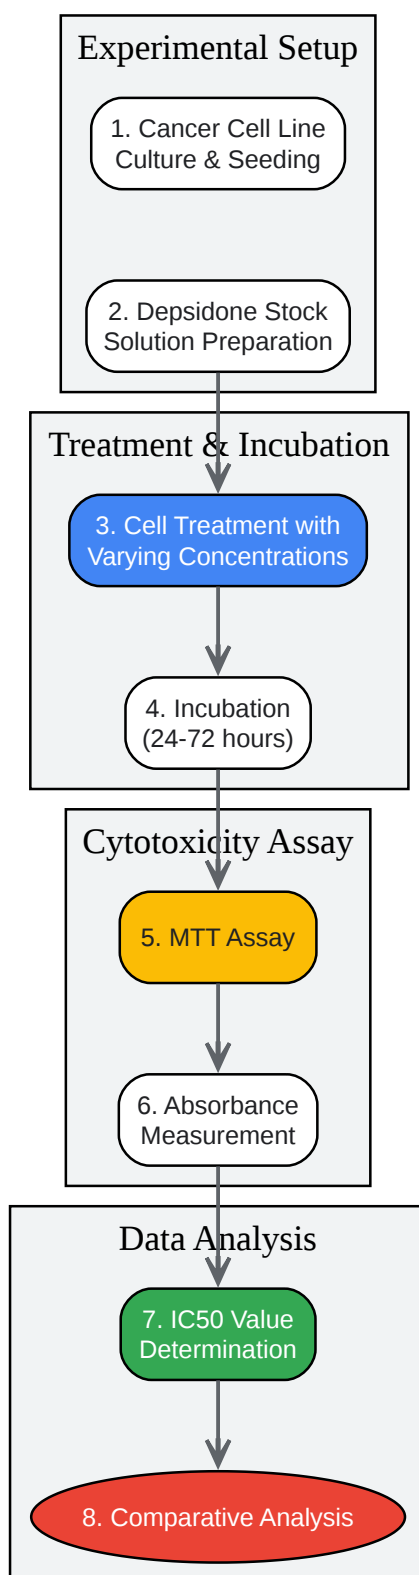 Experimental Setup
1. Cancer Cell Line
Culture & Seeding
2. Depsidone Stock
Solution Preparation
Treatment & Incubation
3. Cell Treatment with
Varying Concentrations
4. Incubation
(24-72 hours)
Cytotoxicity Assay
5. MTT Assay
6. Absorbance
Measurement
Data Analysis
7. IC50 Value
Determination
8. Comparative Analysis